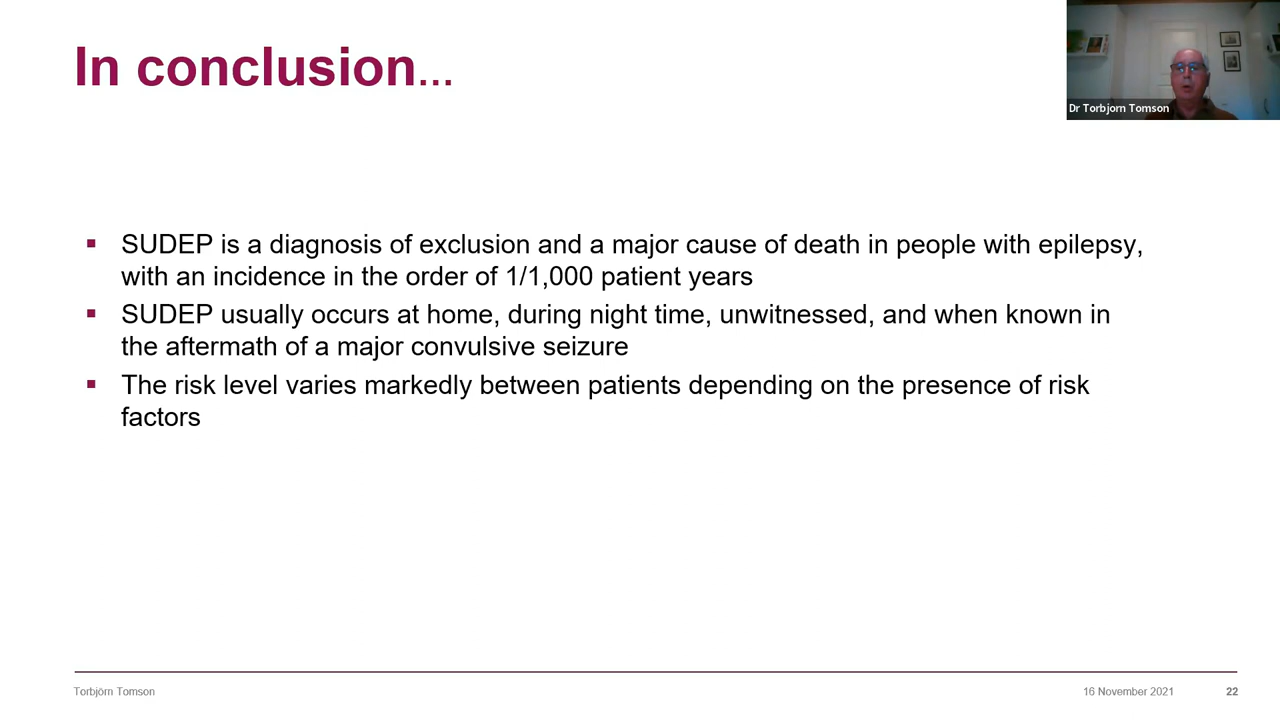 In conclusion...
Dr Torbjorn Tomson
▪ SUDEP is a diagnosis of exclusion and a major cause of death in people with epilepsy,
with an incidence in the order of 1/1,000 patient years
▪ SUDEP usually occurs at home, during night time, unwitnessed, and when known in
the aftermath of a major convulsive seizure
▪ The risk level varies markedly between patients depending on the presence of risk
factors
Torbjörn Tomson
16 November 2021
22